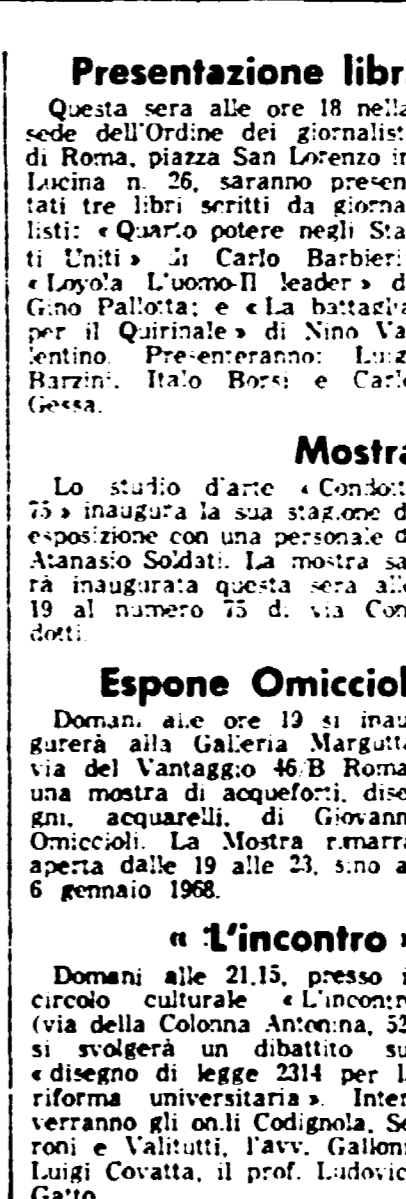 Presentazione libri
Questa sera alle ore 18 nella
sede dell'Ordine dei giornalisti
di Roma, piazza San Lorenzo in
Lucina n. 26, saranno presen
tati tre libri scritti da giorna
listi: « Quarto potere negli Sta
ti Uniti » di Carlo Barbieri;
« Loyola L'uomo-Il leader » di
Gino Pallotta; e « La battaglia
per il Quirinale » di Nino Va
lentino. Presenteranno: Luigi
Barzini, Italo Borsi e Carlo
Gessa.
Mostra
Lo studio d'arte « Condotti
75 » inaugura la sua stagione di
esposizione con una personale di
Atanasio Soldati. La mostra sa
rà inaugurata questa sera alle
19 al numero 75 di via Con
dotti.
Espone Omiccioli
Domani alle ore 19 si inau
gurerà alla Galleria Margutta
via del Vantaggio 46/B Roma,
una mostra di acqueforti, dise
gni, acquarelli, di Giovanni
Omiccioli. La Mostra rimarrà
aperta dalle 19 alle 23, sino al
6 gennaio 1968.
« L'incontro »
Domani alle 21.15, presso il
circolo culturale « L'incontro
(via della Colonna Antonina, 52)
si svolgerà un dibattito sul
« disegno di legge 2314 per la
riforma universitaria ». Inter
verranno gli on.li Codignola, Se
roni e Valitutti, l'avv. Galloni
Luigi Covatta, il prof. Ludovico
Gatto.